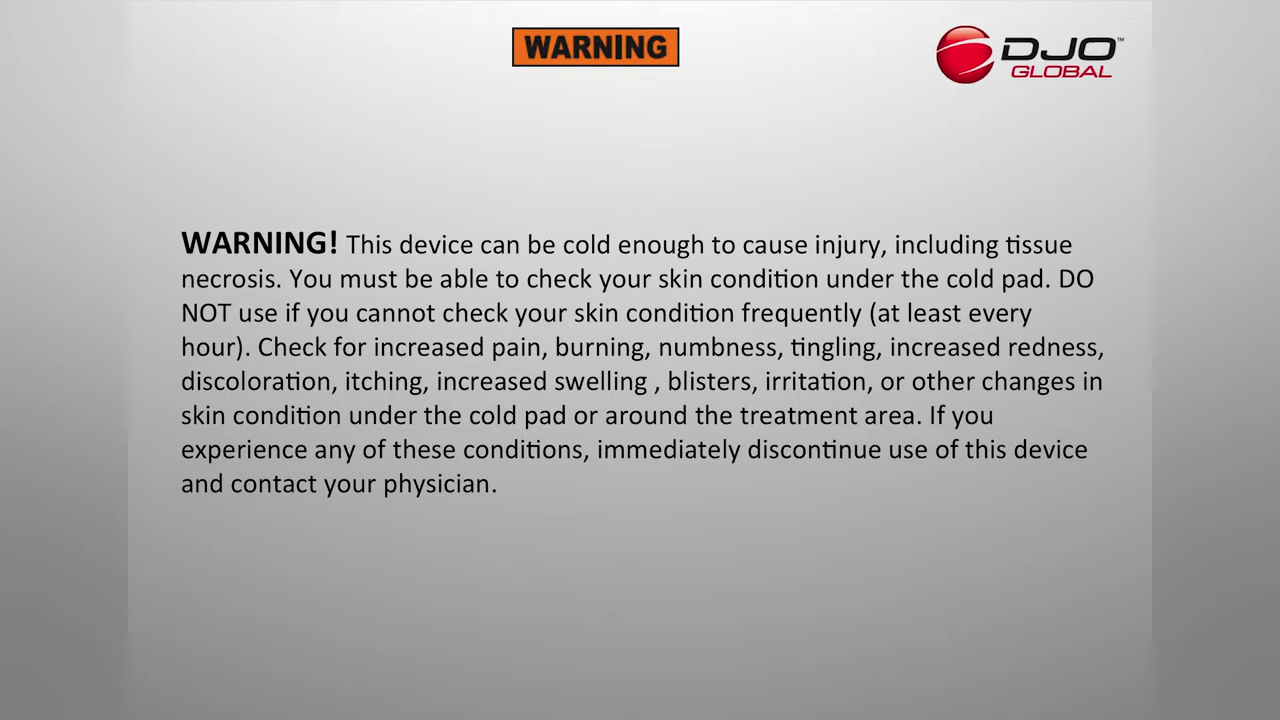 WARNING
DJO™
GLOBAL
WARNING! This device can be cold enough to cause injury, including tissue
necrosis. You must be able to check your skin condition under the cold pad. DO
NOT use if you cannot check your skin condition frequently (at least every
hour). Check for increased pain, burning, numbness, tingling, increased redness,
discoloration, itching, increased swelling , blisters, irritation, or other changes in
skin condition under the cold pad or around the treatment area. If you
experience any of these conditions, immediately discontinue use of this device
and contact your physician.